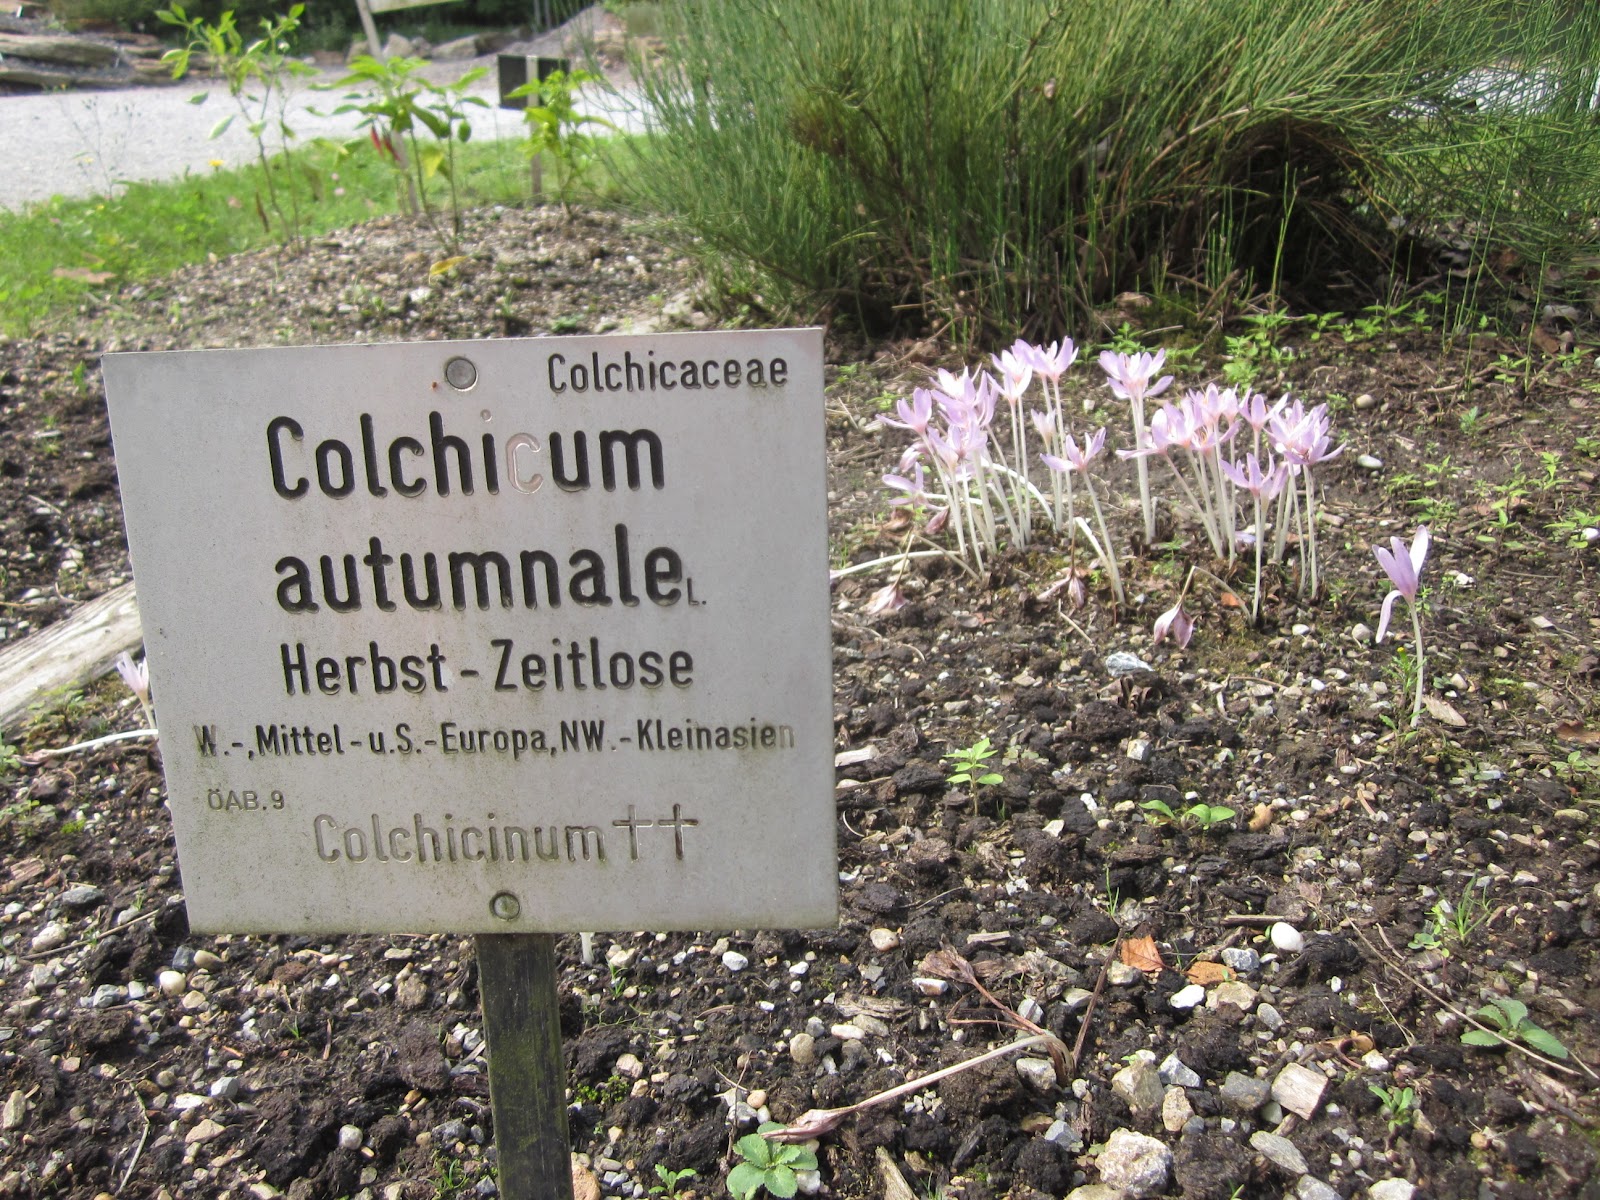 Colchicaceae
Colchicum
autumnale L.
Herbst-Zeitlose
W.-,Mittel-u.S.-Europa,NW.-Kleinasien
ÖAB.9
Colchicinum ††